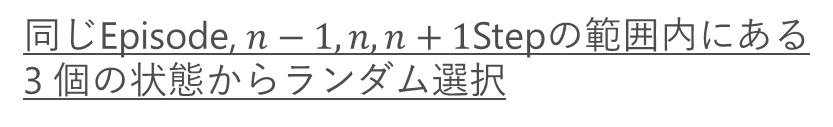 同じEpisode, n − 1, n, n + 1Stepの範囲内にある
3 個の状態からランダム選択